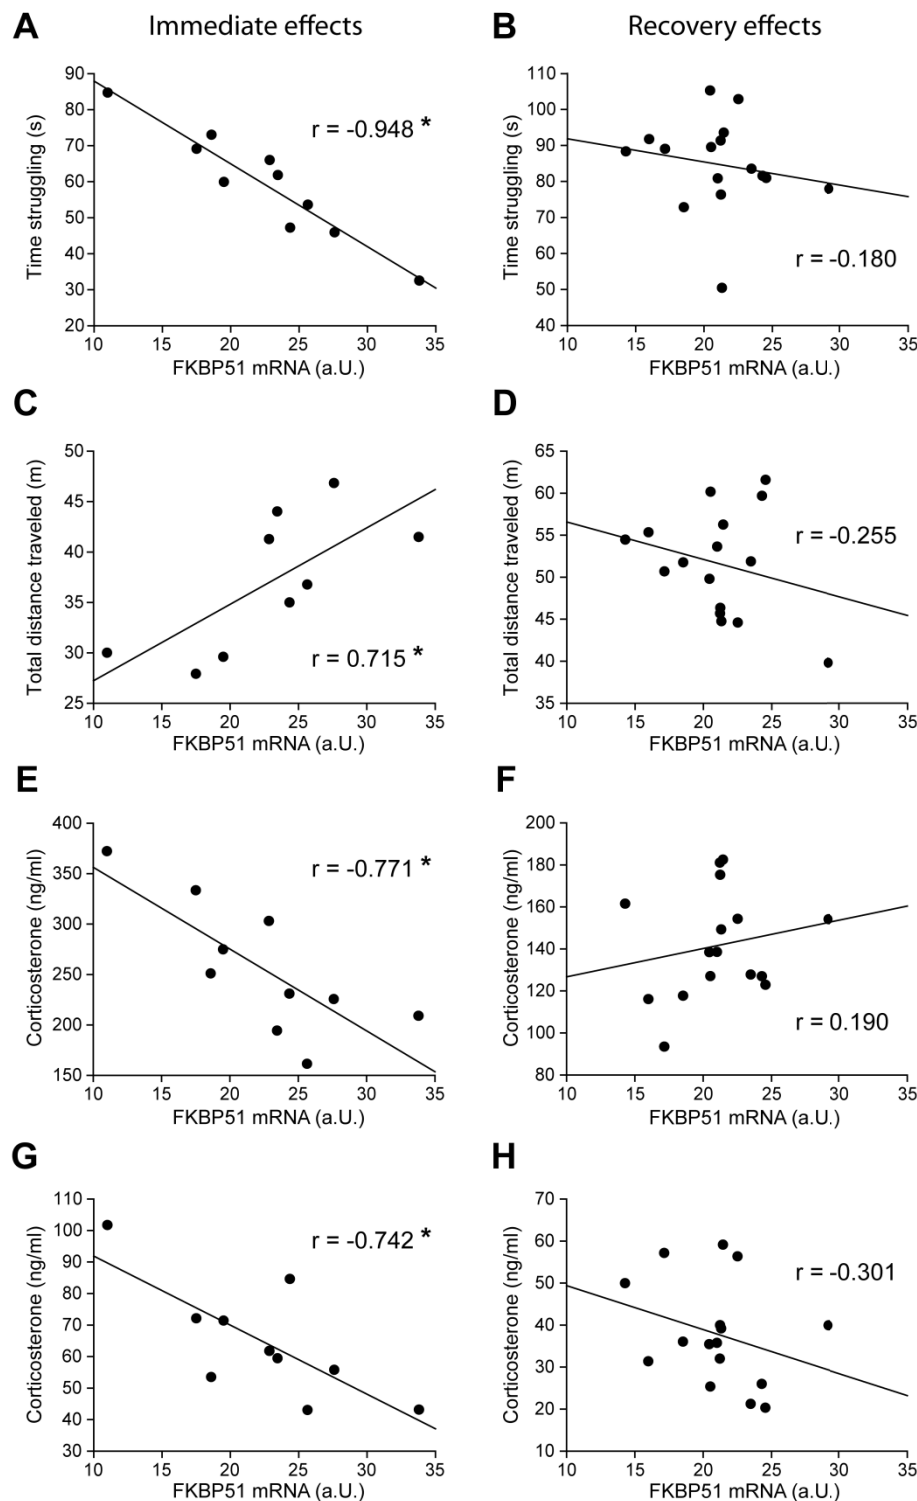 A Immediate effects B Recovery effects
Time struggling (s)
90
80
70
60
50
40
30
20
r = -0.948 *
10 15 20 25 30 35
FKBP51 mRNA (a.U.)
Time struggling (s)
110
100
90
80
70
60
50
40
r = -0.180
10 15 20 25 30 35
FKBP51 mRNA (a.U.)
C
Total distance traveled (m)
50
45
40
35
30
25
r = 0.715 *
10 15 20 25 30 35
FKBP51 mRNA (a.U.)
D
Total distance traveled (m)
65
60
55
50
45
40
35
r = -0.255
10 15 20 25 30 35
FKBP51 mRNA (a.U.)
E
Corticosterone (ng/ml)
400
350
300
250
200
150
r = -0.771 *
10 15 20 25 30 35
FKBP51 mRNA (a.U.)
F
Corticosterone (ng/ml)
200
180
160
140
120
100
80
r = 0.190
10 15 20 25 30 35
FKBP51 mRNA (a.U.)
G
Corticosterone (ng/ml)
110
100
90
80
70
60
50
40
30
r = -0.742 *
10 15 20 25 30 35
FKBP51 mRNA (a.U.)
H
Corticosterone (ng/ml)
70
60
50
40
30
20
10
r = -0.301
10 15 20 25 30 35
FKBP51 mRNA (a.U.)